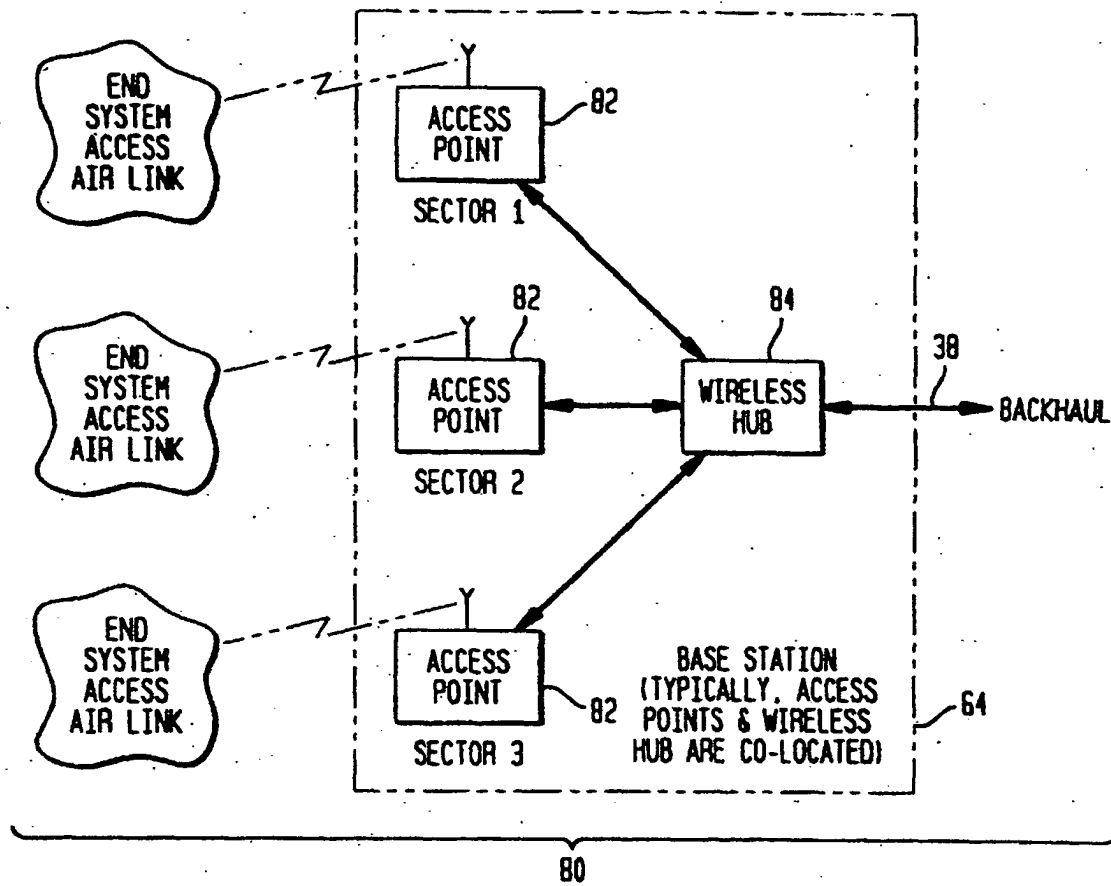 END
SYSTEM
ACCESS
AIR LINK
ACCESS
POINT
82
SECTOR 1
END
SYSTEM
ACCESS
AIR LINK
82
ACCESS
POINT
SECTOR 2
84
WIRELESS
HUB
38
BACKHAUL
END
SYSTEM
ACCESS
AIR LINK
ACCESS
POINT
82
SECTOR 3
BASE STATION
(TYPICALLY, ACCESS
POINTS & WIRELESS
HUB ARE CO-LOCATED)
64
80